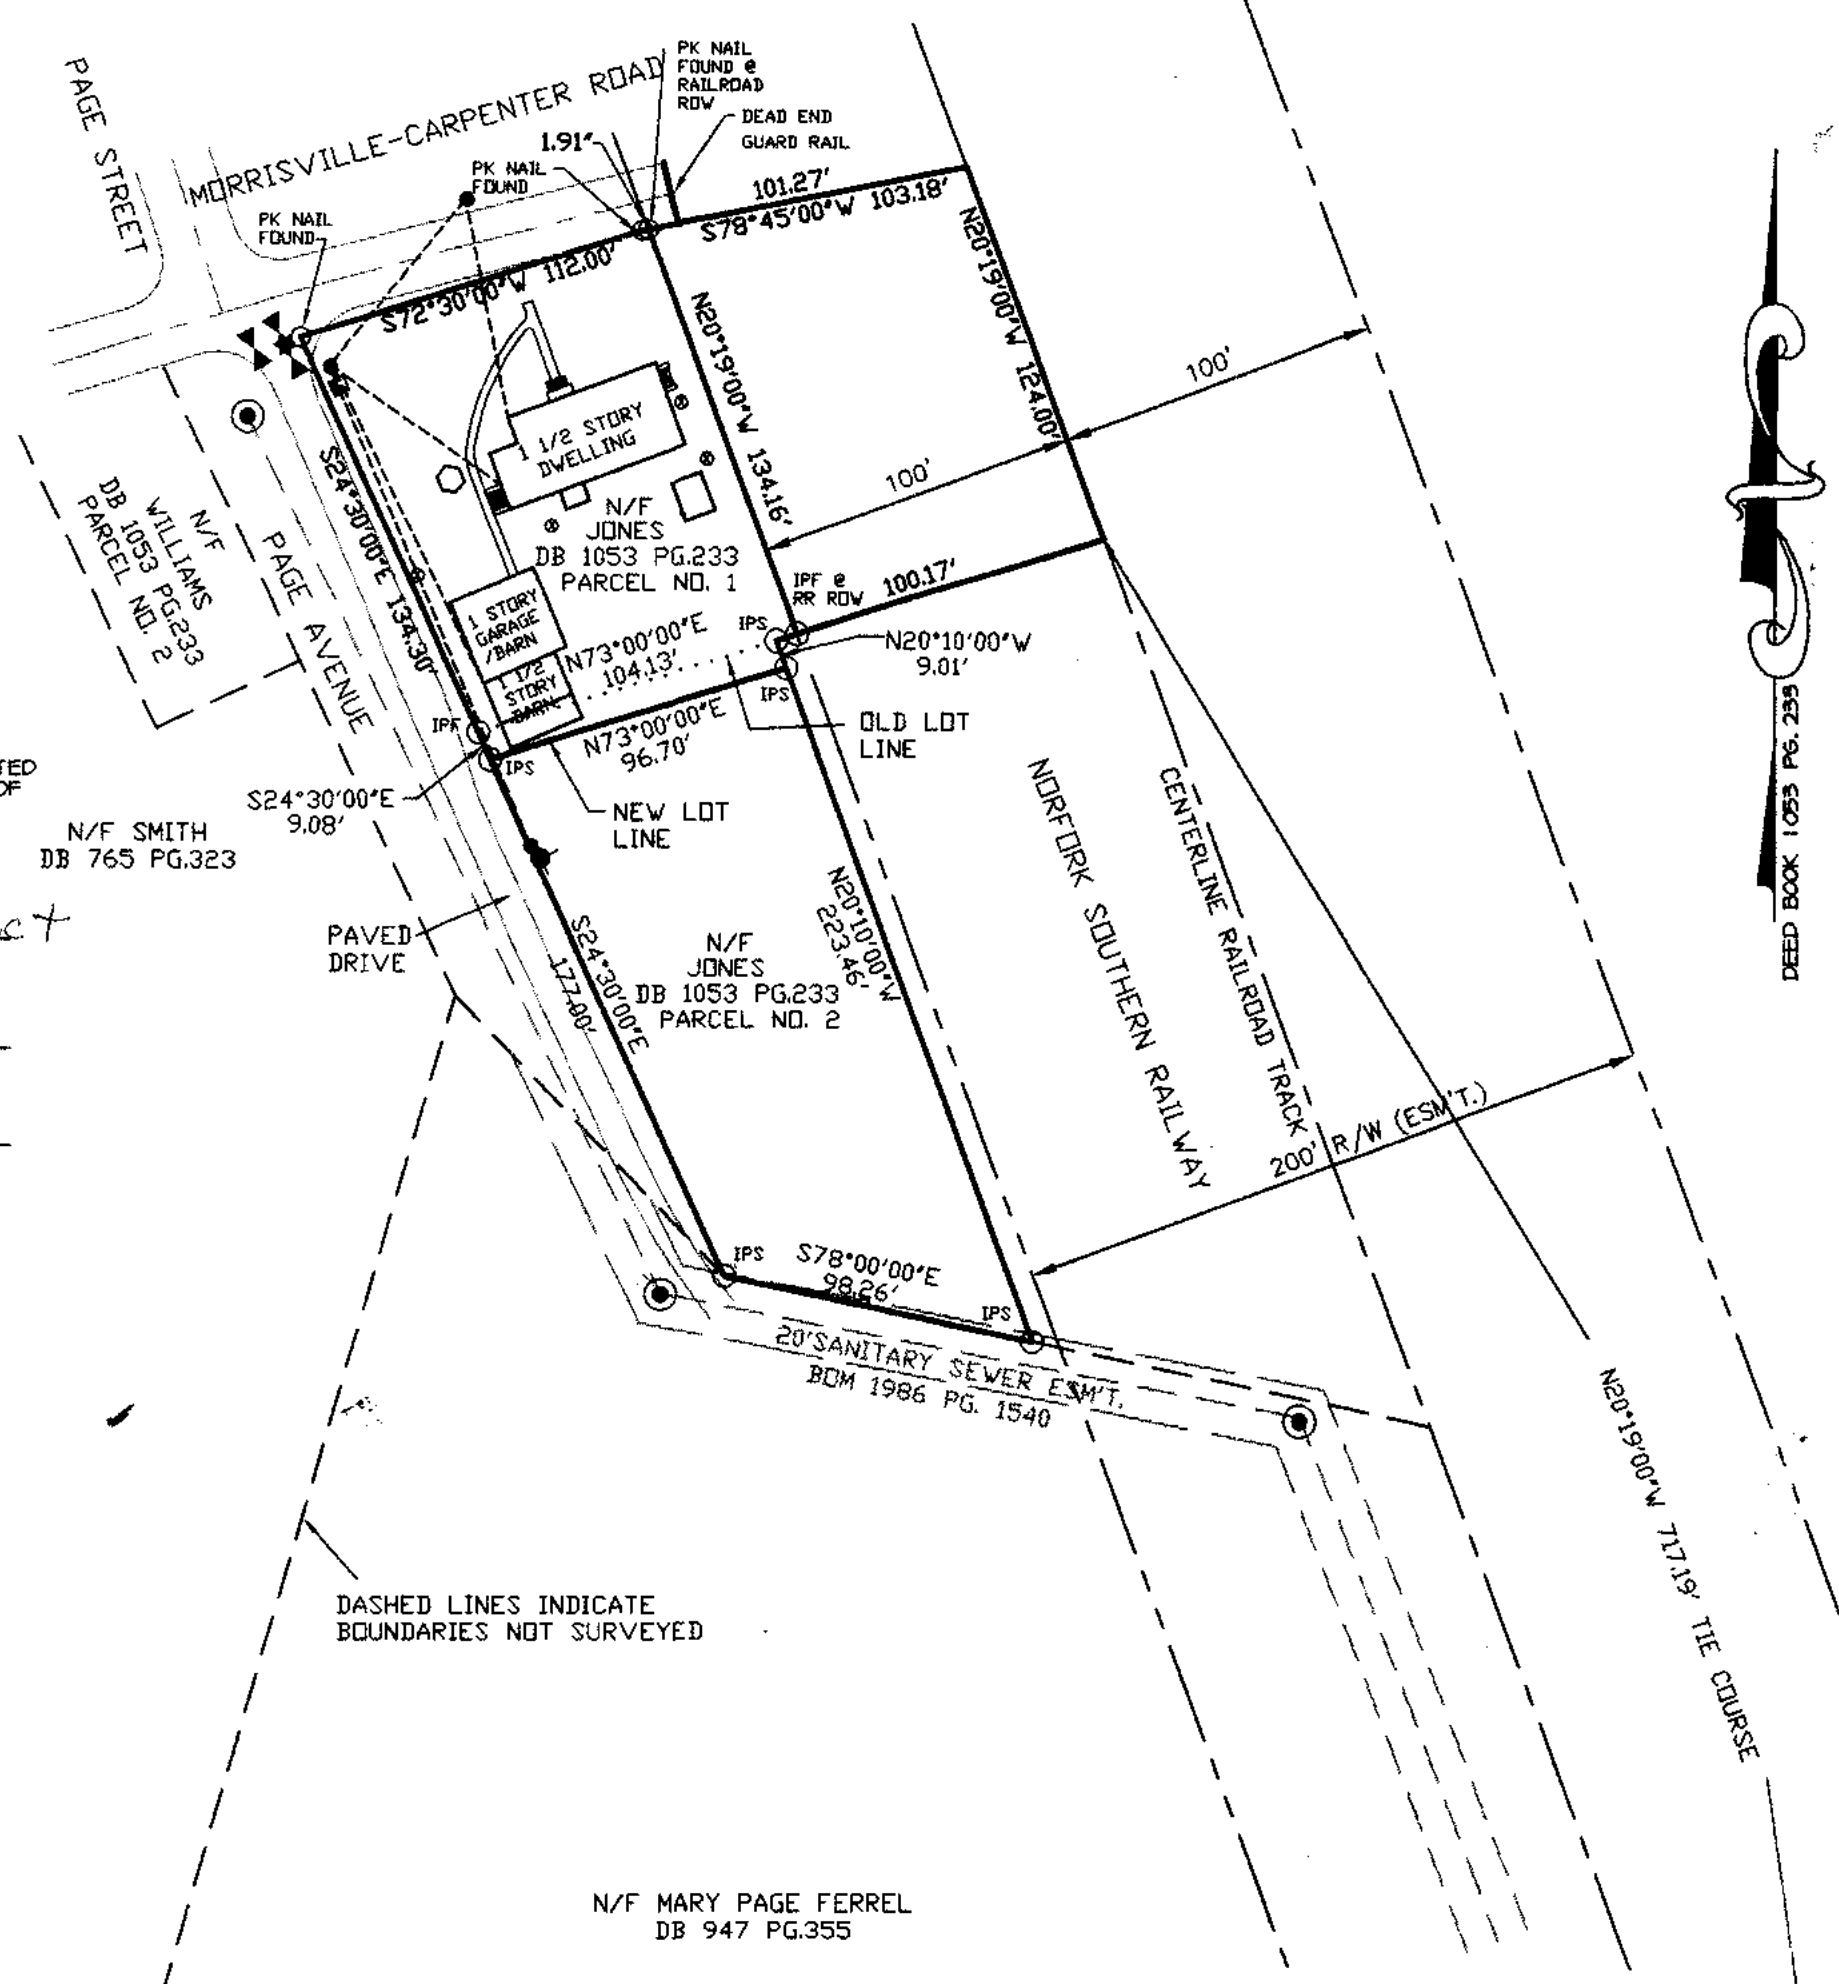 PAGE STREET
MORRISVILLE-CARPENTER ROAD
PK NAIL
FOUND @
RAILROAD
ROW
DEAD END
GUARD RAIL
1.91"
PK NAIL
FOUND
PK NAIL
FOUND
101.27'
S78°45'00"W 103.18'
S72°30'00"W 112.00'
N20°19'00"W 124.00'
N20°19'00"W 134.16'
100'
100'
1 1/2 STORY
DWELLING
N/F
JONES
DB 1053 PG.233
PARCEL NO. 1
S24°30'00"E 134.30'
N/F
WILLIAMS
DB 1053 PG.233
PARCEL NO. 2
PAGE AVENUE
1 STORY
GARAGE
/BARN
1 1/2
STORY
BARN
IPF @
RR ROW
100.17'
IPS
N73°00'00"E
104.13'
N20°10'00"W
9.01'
IPS
IPF
IPS
N73°00'00"E
96.70'
OLD LOT
LINE
NEW LOT
LINE
S24°30'00"E
9.08'
TED
OF
N/F SMITH
DB 765 PG.323
PAVED
DRIVE
S24°30'00"E
177.00'
N/F
JONES
DB 1053 PG.233
PARCEL NO. 2
N20°10'00"W
223.46'
NORFORK SOUTHERN RAILWAY
CENTERLINE RAILROAD TRACK
200' R/W (ESM'T.)
DEED BOOK 1053 PG. 233
IPS
S78°00'00"E
98.26'
IPS
20'SANITARY SEWER ESM'T.
BOM 1986 PG. 1540
N20°19'00"W 717.19' TIE COURSE
DASHED LINES INDICATE
BOUNDARIES NOT SURVEYED
N/F MARY PAGE FERREL
DB 947 PG.355